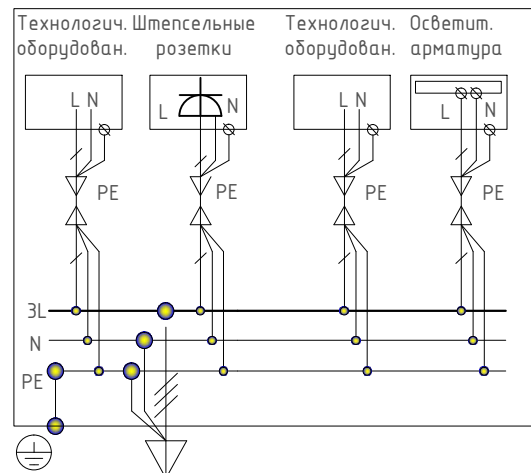 Технологич. Штепсельные Технологич. Осветит.
оборудован. розетки оборудован. арматура
L N L N L N L N
PE PE PE PE
3L
N
PE